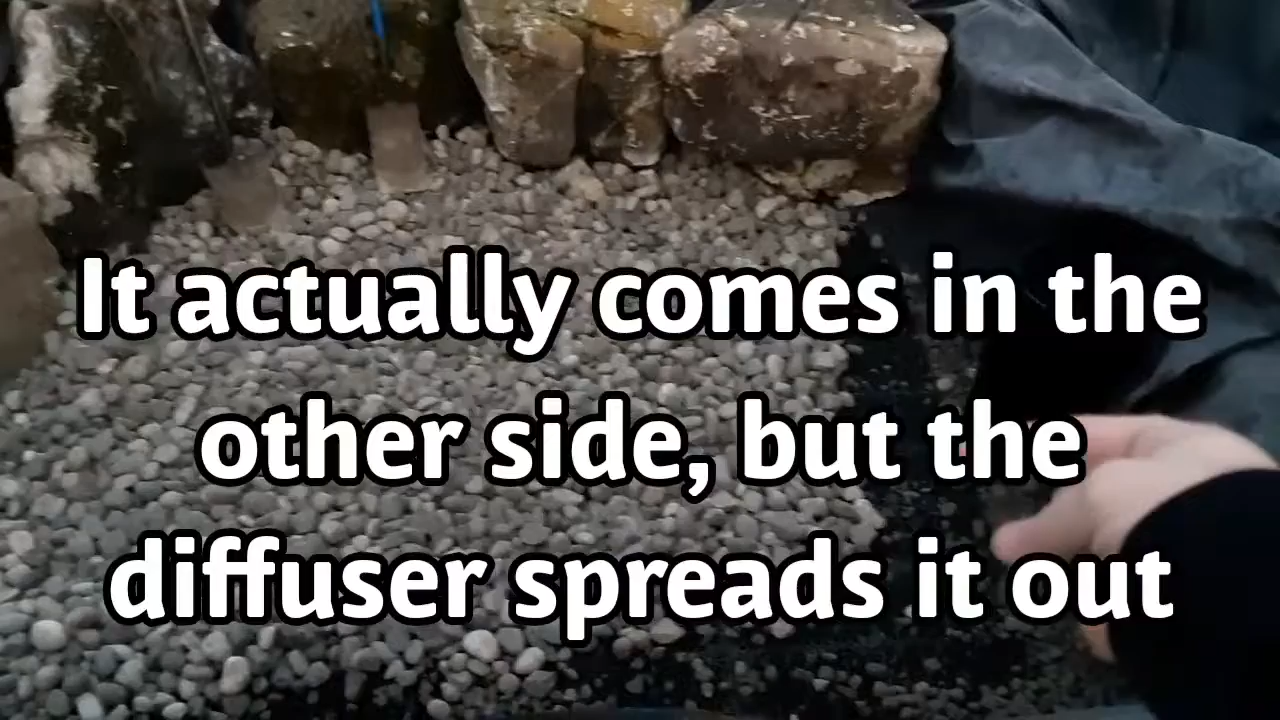 It actually comes in the
other side, but the
diffuser spreads it out